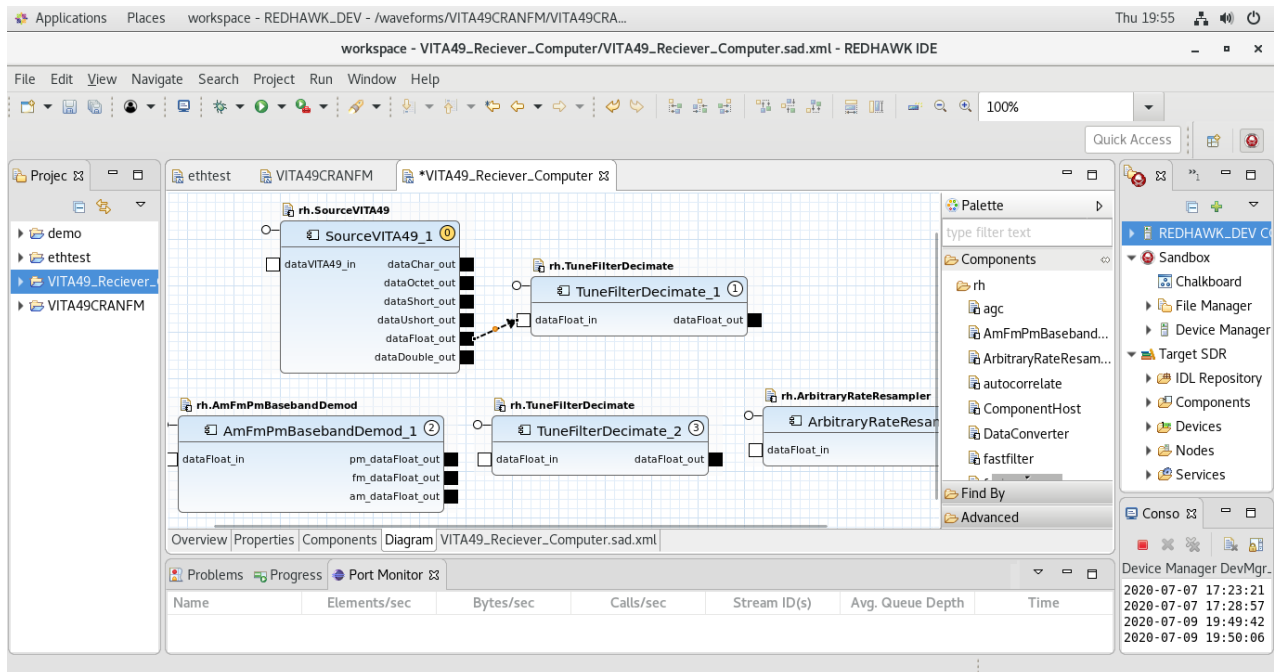 Applications Places workspace - REDHAWK_DEV - /waveforms/VITA49CRANFM/VITA49CRA... Thu 19:55
workspace - VITA49_Reciever_Computer/VITA49_Reciever_Computer.sad.xml - REDHAWK IDE
File Edit View Navigate Search Project Run Window Help
100%
Quick Access
Projec
demo
ethtest
VITA49_Reciever_
VITA49CRANFM
ethtest VITA49CRANFM *VITA49_Reciever_Computer
rh.SourceVITA49
SourceVITA49_1 0
dataVITA49_in dataChar_out
dataOctet_out
dataShort_out
dataUshort_out
dataFloat_out
dataDouble_out
rh.TuneFilterDecimate
TuneFilterDecimate_1 1
dataFloat_in dataFloat_out
rh.AmFmPmBasebandDemod
AmFmPmBasebandDemod_1 2
dataFloat_in pm_dataFloat_out
fm_dataFloat_out
am_dataFloat_out
rh.TuneFilterDecimate
TuneFilterDecimate_2 3
dataFloat_in dataFloat_out
rh.ArbitraryRateResampler
ArbitraryRateResan
dataFloat_in
Palette
type filter text
Components
rh
agc
AmFmPmBaseband...
ArbitraryRateResam...
autocorrelate
ComponentHost
DataConverter
fastfilter
Find By
Advanced
Overview Properties Components Diagram VITA49_Reciever_Computer.sad.xml
Problems Progress Port Monitor
Name Elements/sec Bytes/sec Calls/sec Stream ID(s) Avg. Queue Depth Time
»1
REDHAWK_DEV CO
Sandbox
Chalkboard
File Manager
Device Manager
Target SDR
IDL Repository
Components
Devices
Nodes
Services
Conso
Device Manager DevMgr_
2020-07-07 17:23:21
2020-07-07 17:28:57
2020-07-09 19:49:42
2020-07-09 19:50:06